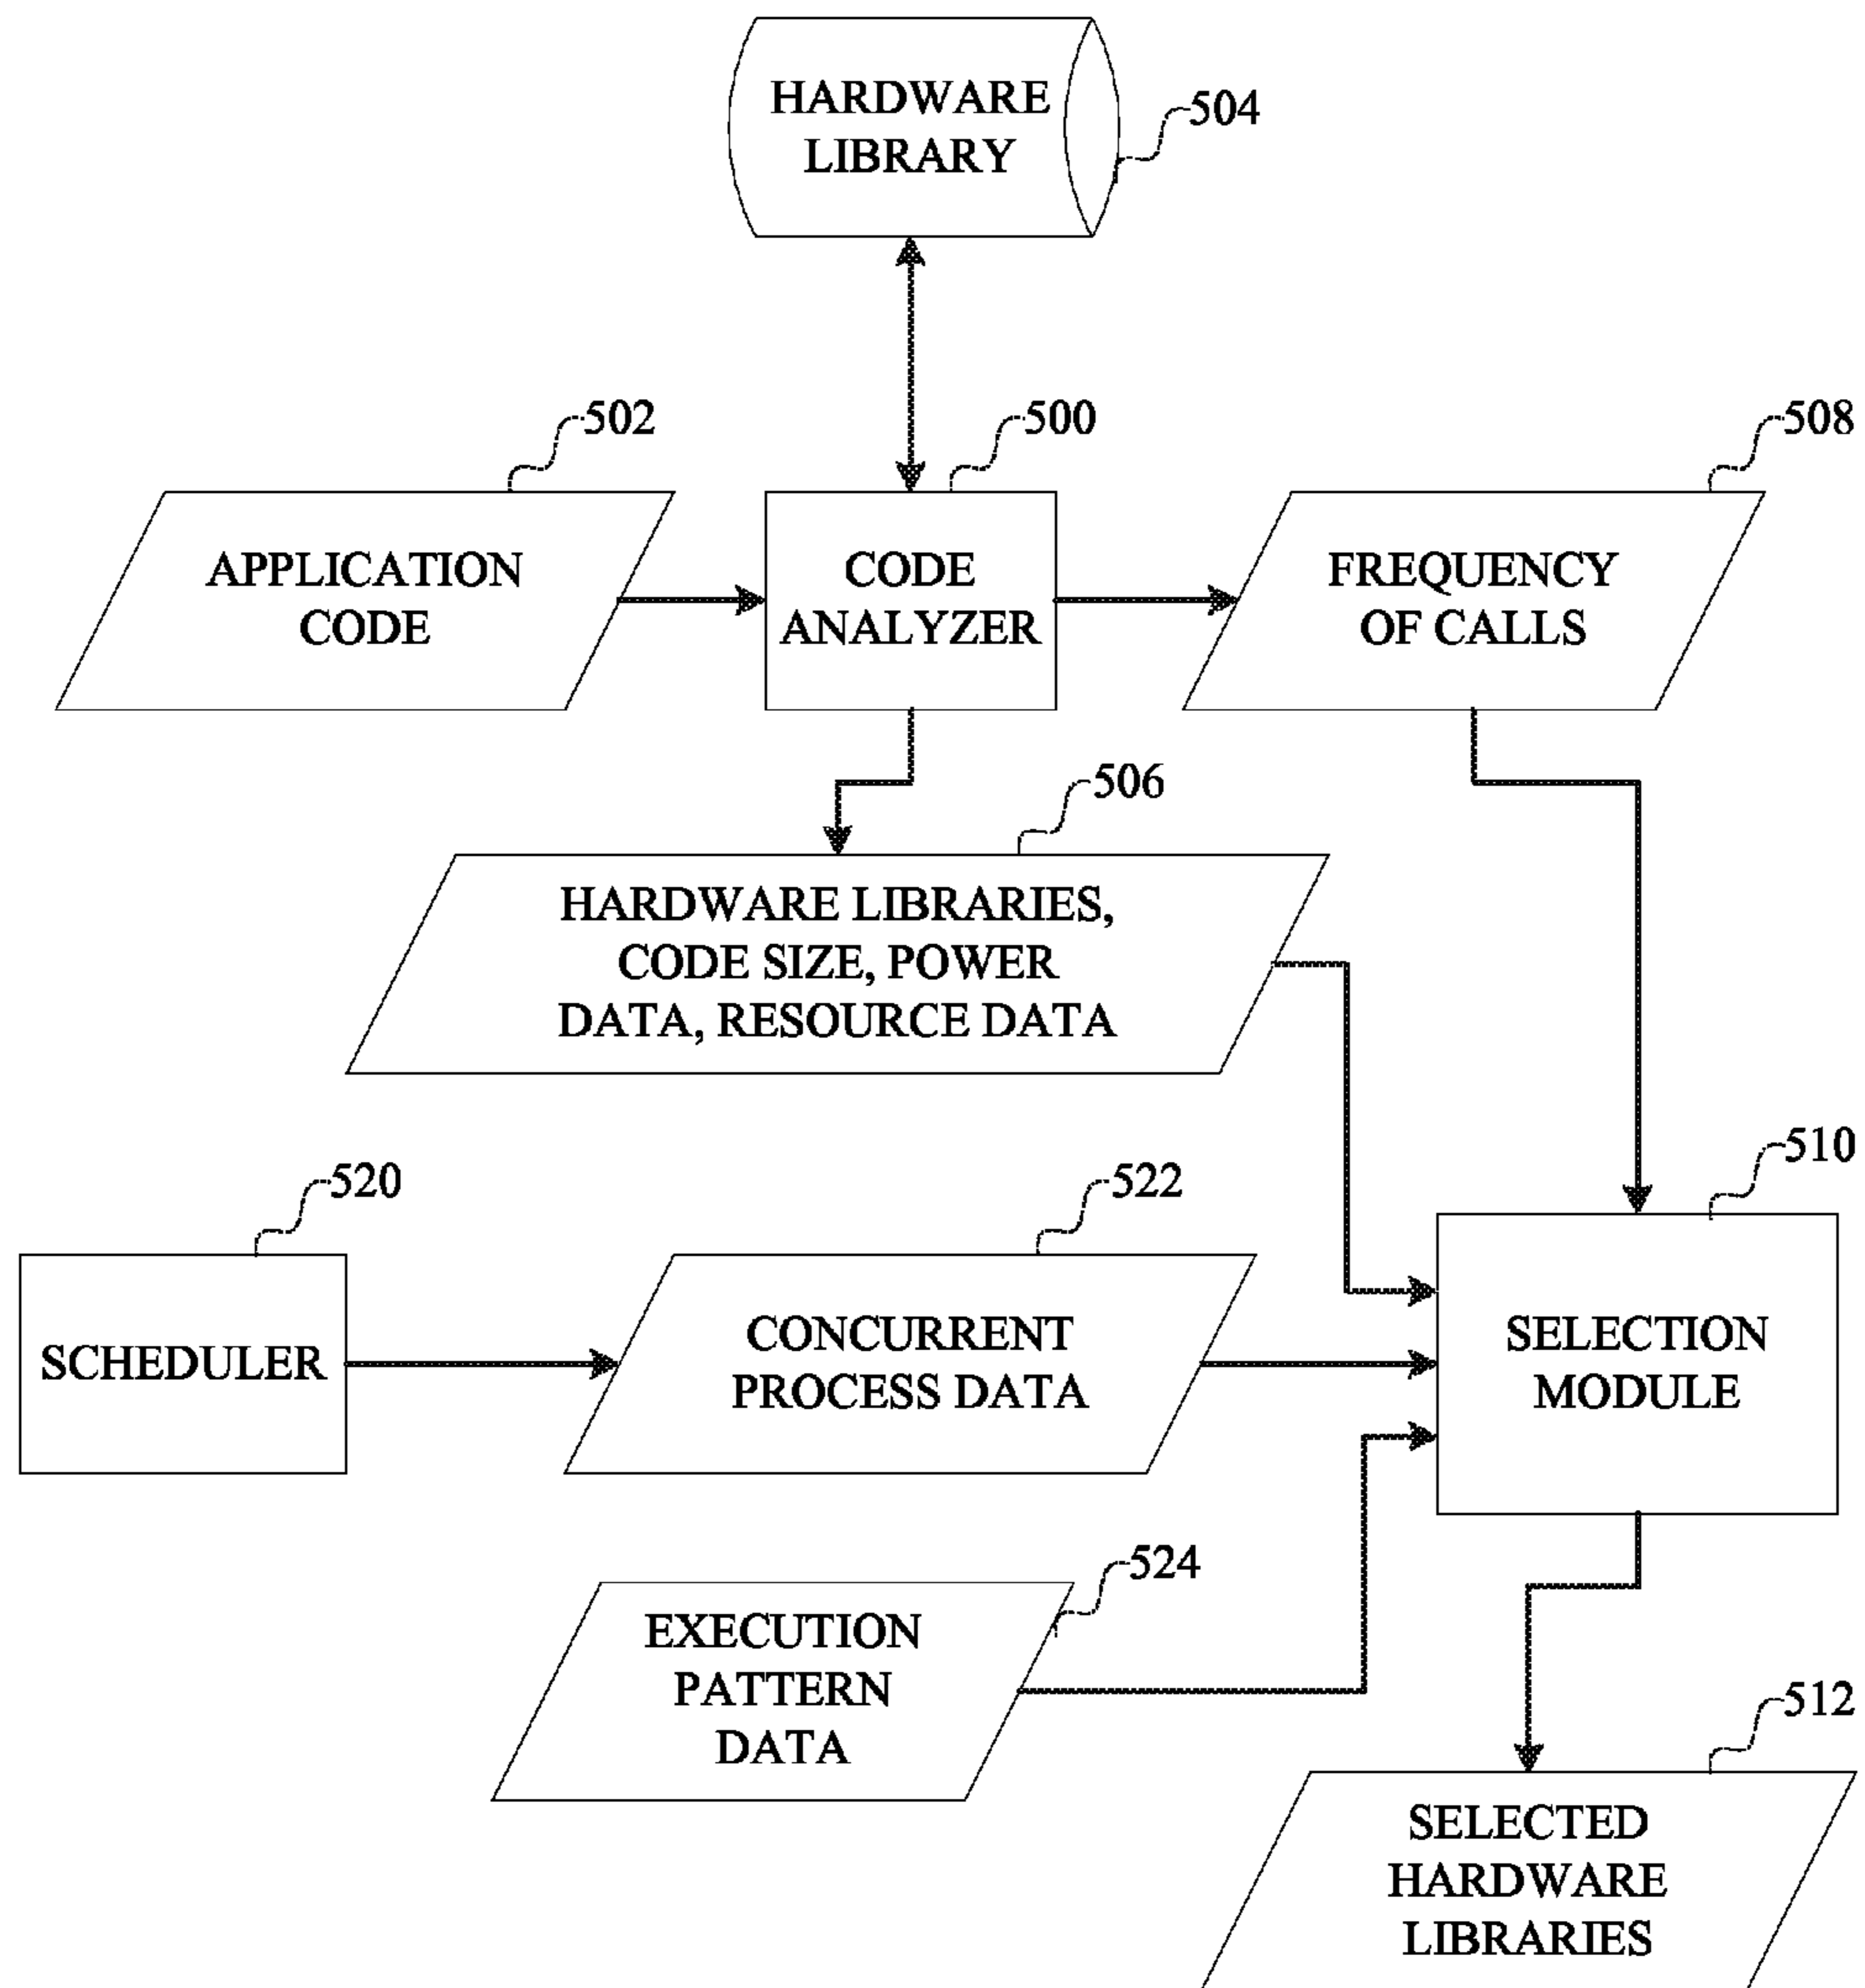 HARDWARE
LIBRARY
504
502
500
508
APPLICATION
CODE
CODE
ANALYZER
FREQUENCY
OF CALLS
506
HARDWARE LIBRARIES,
CODE SIZE, POWER
DATA, RESOURCE DATA
510
520
522
SCHEDULER
CONCURRENT
PROCESS DATA
SELECTION
MODULE
524
EXECUTION
PATTERN
DATA
512
SELECTED
HARDWARE
LIBRARIES